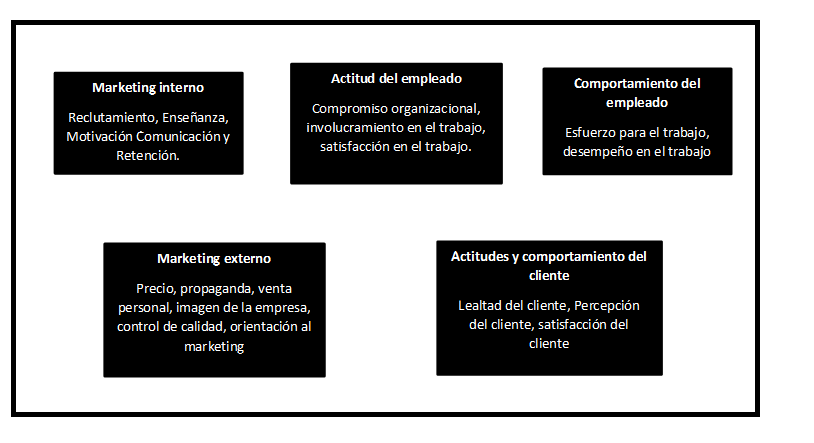 Marketing interno
Reclutamiento, Enseñanza,
Motivación Comunicación y
Retención.
Actitud del empleado
Compromiso organizacional,
involucramiento en el trabajo,
satisfacción en el trabajo.
Comportamiento del
empleado
Esfuerzo para el trabajo,
desempeño en el trabajo
Marketing externo
Precio, propaganda, venta
personal, imagen de la empresa,
control de calidad, orientación al
marketing
Actitudes y comportamiento del
cliente
Lealtad del cliente, Percepción
del cliente, satisfacción del
cliente